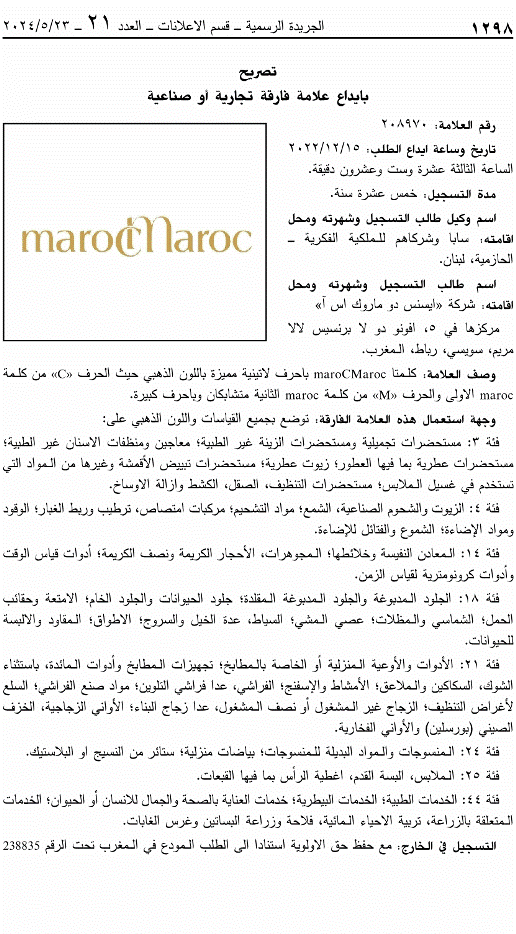 ١٢٩٨ الجريدة الرسمية ــ قسم الاعلانات ــ العدد ٢١ ــ ٢٠٢٤/٥/٢٣
تصريح
بايداع علامة فارقة تجارية أو صناعية
رقم العلامة: ٢٠٨٩٧٠
تاريخ وساعة ايداع الطلب: ٢٠٢٢/١٢/١٥
الساعة الثالثة عشرة وست وعشرون دقيقة.
مدة التسجيل: خمس عشرة سنة.
اسم وكيل طالب التسجيل وشهرته ومحل
اقامته: سابا وشركاهم للملكية الفكرية ــ
الحازمية، لبنان.
اسم طالب التسجيل وشهرته ومحل
اقامته: شركة «ايسنس دو ماروك اس آ»
مركزها في ٥، افونو دو لا برنسيس لالا
مريم، سويسي، رباط، المغرب.
marocMaroc
وصف العلامة: كلمتا maroCMaroc باحرف لاتينية مميزة باللون الذهبي حيث الحرف «C» من كلمة
maroc الاولى والحرف «M» من كلمة maroc الثانية متشابكان وباحرف كبيرة.
وجهة استعمال هذه العلامة الفارقة: توضع بجميع القياسات واللون الذهبي على:
فئة ٣: مستحضرات تجميلية ومستحضرات الزينة غير الطبية؛ معاجين ومنظفات الاسنان غير الطبية؛
مستحضرات عطرية بما فيها العطور؛ زيوت عطرية؛ مستحضرات تبييض الأقمشة وغيرها من المواد التي
تستخدم في غسيل الملابس؛ مستحضرات التنظيف، الصقل، الكشط وازالة الاوساخ.
فئة ٤: الزيوت والشحوم الصناعية، الشمع؛ مواد التشحيم؛ مركبات امتصاص، ترطيب وربط الغبار؛ الوقود
ومواد الإضاءة؛ الشموع والفتائل للإضاءة.
فئة ١٤: المعادن النفيسة وخلائطها؛ المجوهرات، الأحجار الكريمة ونصف الكريمة؛ أدوات قياس الوقت
وأدوات كرونومترية لقياس الزمن.
فئة ١٨: الجلود المدبوغة والجلود المدبوغة المقلدة؛ جلود الحيوانات والجلود الخام؛ الامتعة وحقائب
الحمل؛ الشماسي والمظلات؛ عصي المشي؛ السياط، عدة الخيل والسروج؛ الاطواق؛ المقاود والالبسة
للحيوانات.
فئة ٢١: الأدوات والأوعية المنزلية أو الخاصة بالمطابخ؛ تجهيزات المطابخ وأدوات المائدة، باستثناء
الشوك، السكاكين والملاعق؛ الأمشاط والإسفنج؛ الفراشي، عدا فراشي التلوين؛ مواد صنع الفراشي؛ السلع
لأغراض التنظيف؛ الزجاج غير المشغول أو نصف المشغول، عدا زجاج البناء؛ الأواني الزجاجية، الخزف
الصيني (بورسلين) والأواني الفخارية.
فئة ٢٤: المنسوجات والمواد البديلة للمنسوجات؛ بياضات منزلية؛ ستائر من النسيج او البلاستيك.
فئة ٢٥: الملابس، البسة القدم، اغطية الرأس بما فيها القبعات.
فئة ٤٤: الخدمات الطبية؛ الخدمات البيطرية؛ خدمات العناية بالصحة والجمال للانسان أو الحيوان؛ الخدمات
المتعلقة بالزراعة، تربية الاحياء المائية، فلاحة وزراعة البساتين وغرس الغابات.
التسجيل في الخارج: مع حفظ حق الاولوية استنادا الى الطلب المودع في المغرب تحت الرقم 238835